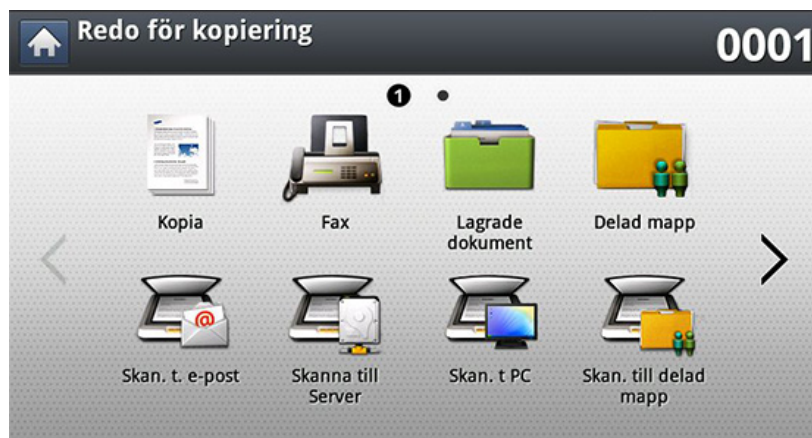 Redo för kopiering
0001
1
Kopia
Fax
Lagrade
dokument
Delad mapp
Skan. t. e-post
Skanna till
Server
Skan. t PC
Skan. till delad
mapp